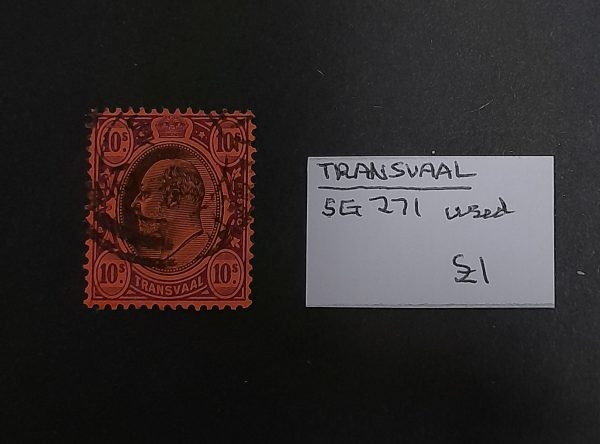 10s. 10s.
10s. 10s.
TRANSVAAL
TRANSVAAL
SG 271 used
£1